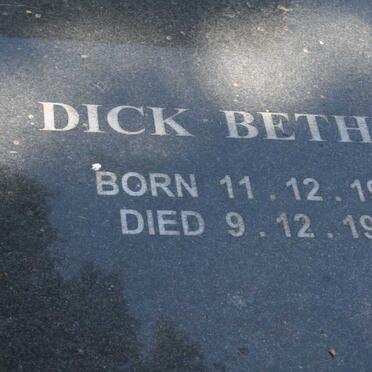 DICK BETH
BORN 11.12.19
DIED 9.12.19